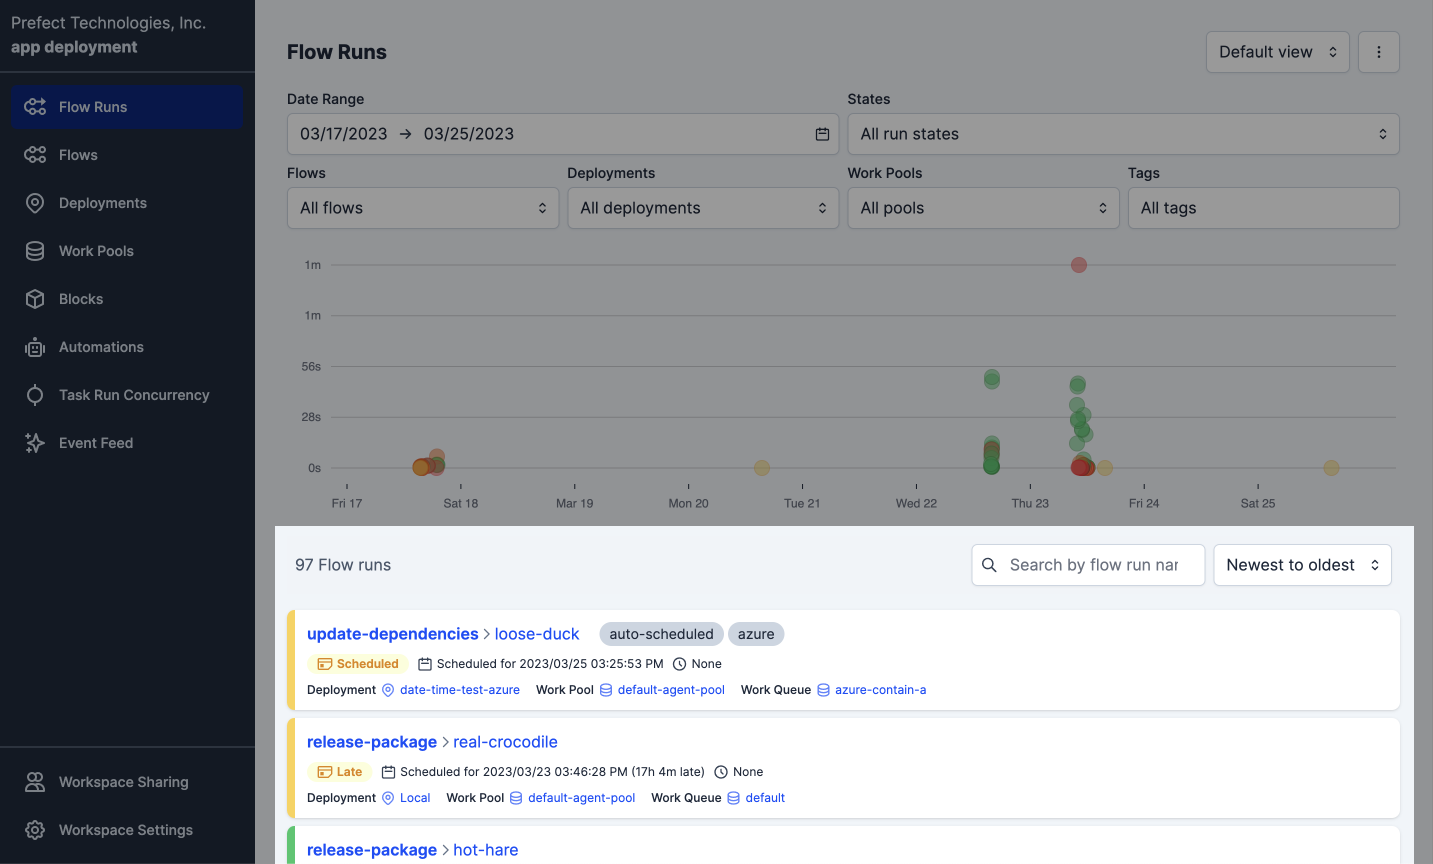 Prefect Technologies, Inc.
app deployment
Flow Runs
Flows
Deployments
Work Pools
Blocks
Automations
Task Run Concurrency
Event Feed
Workspace Sharing
Workspace Settings
Flow Runs
Default view
Date Range
States
03/17/2023 → 03/25/2023
All run states
Flows
Deployments
Work Pools
Tags
All flows
All deployments
All pools
All tags
1m
1m
56s
28s
0s
Fri 17
Sat 18
Mar 19
Mon 20
Tue 21
Wed 22
Thu 23
Fri 24
Sat 25
97 Flow runs
Search by flow run nar
Newest to oldest
update-dependencies > loose-duck auto-scheduled azure
Scheduled Scheduled for 2023/03/25 03:25:53 PM None
Deployment date-time-test-azure Work Pool default-agent-pool Work Queue azure-contain-a
release-package > real-crocodile
Late Scheduled for 2023/03/23 03:46:28 PM (17h 4m late) None
Deployment Local Work Pool default-agent-pool Work Queue default
release-package > hot-hare